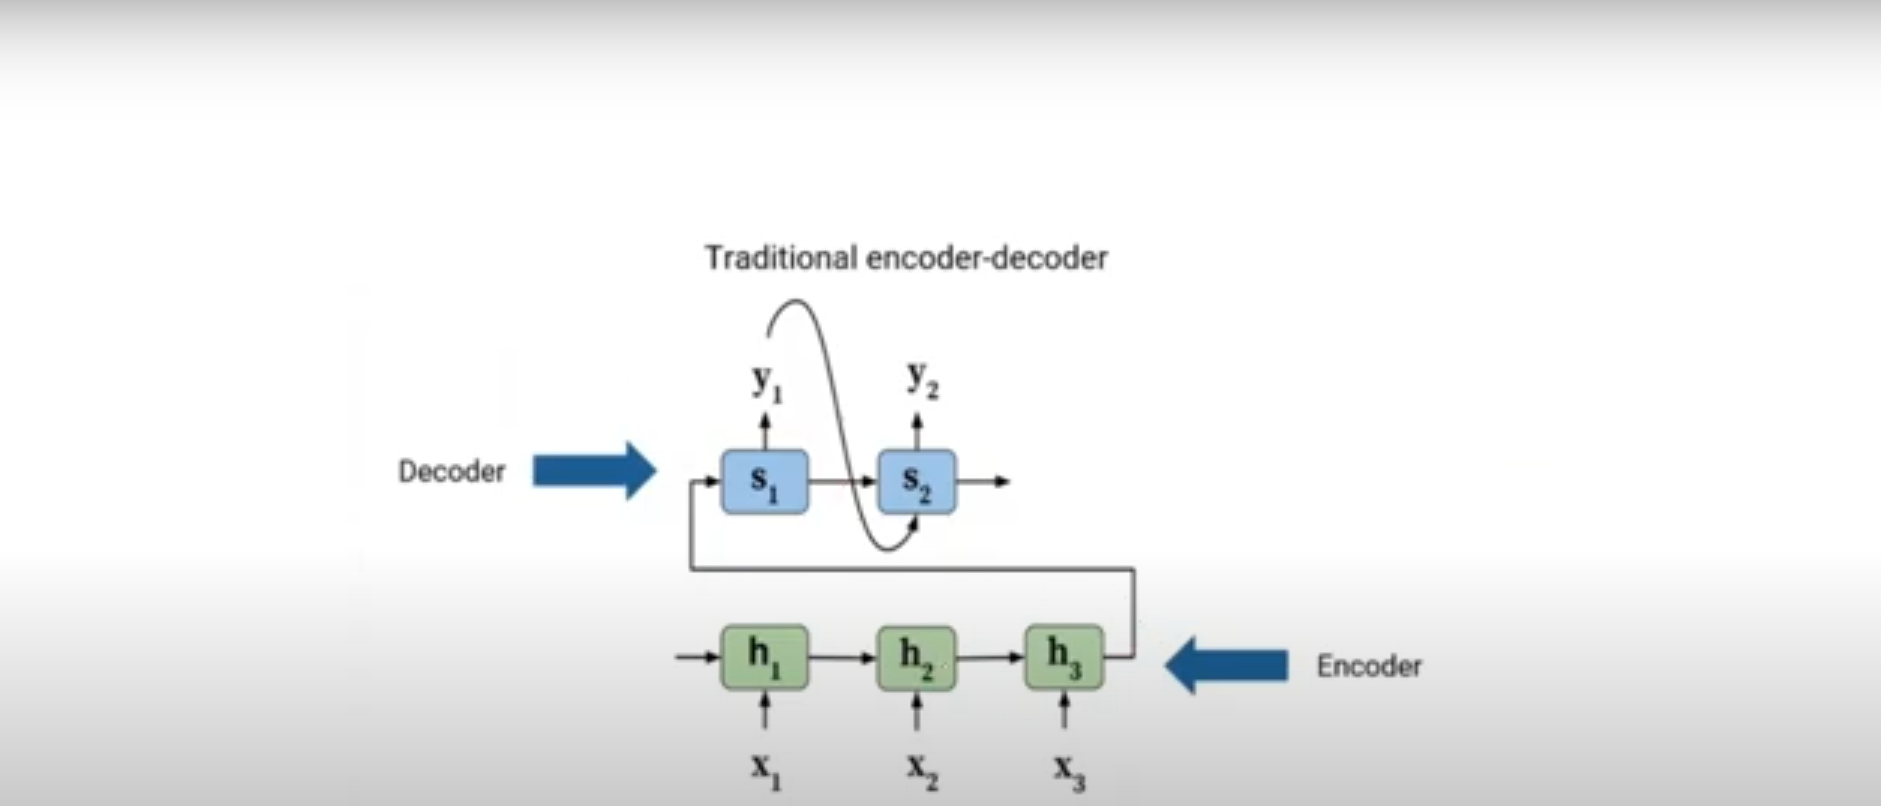 Traditional encoder-decoder
y₁ y₂
Decoder
s₁ s₂
h₁ h₂ h₃
Encoder
x₁ x₂ x₃